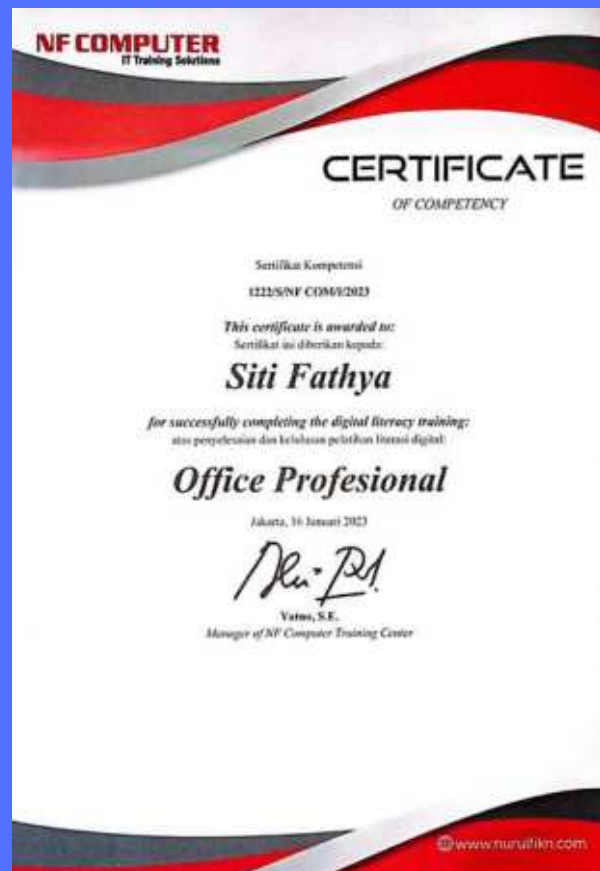 NF COMPUTER
IT Training Solutions
CERTIFICATE
OF COMPETENCY
Sertifikat Kompetensi
1222/S/NF COM/I/2023
This certificate is awarded to:
Sertifikat ini diberikan kepada:
Siti Fathya
for successfully completing the digital literacy training:
atas penyelesaian dan kelulusan pelatihan literasi digital:
Office Profesional
Jakarta, 16 Januari 2023
S.E.
Manager of NF Computer Training Center
www.nurulfikri.com